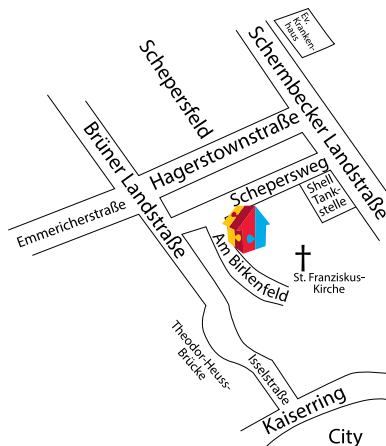 Ev.
Kranken-
haus
Schepersfeld
Schermbecker Landstraße
Brüner Landstraße
Hagerstownstraße
Schepersweg
Shell
Tank-
stelle
Emmericherstraße
Am Birkenfeld
St. Franziskus-
Kirche
Theodor-Heuss-
Brücke
Isselstraße
Kaiserring
City